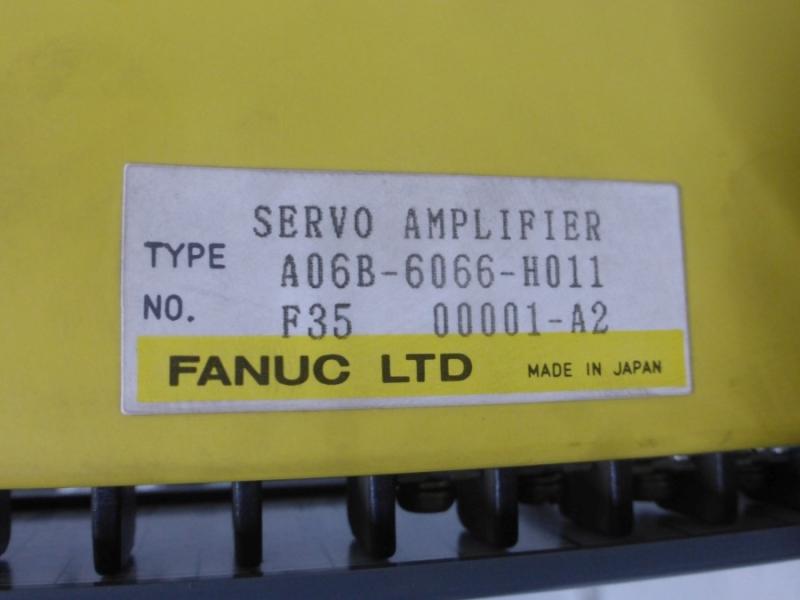 SERVO AMPLIFIER
TYPE A06B-6066-H011
NO. F35 00001-A2
FANUC LTD MADE IN JAPAN